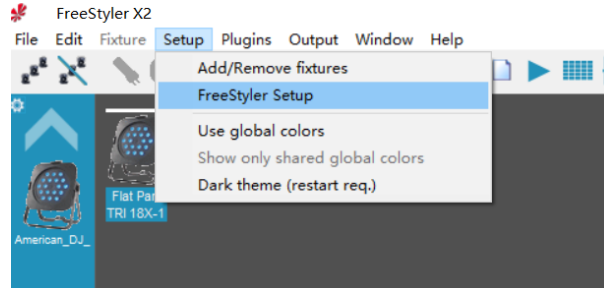 FreeStyler X2
File Edit Fixture Setup Plugins Output Window Help
Add/Remove fixtures
FreeStyler Setup
Use global colors
Show only shared global colors
Dark theme (restart req.)
Flat Par
TRI 18X-1
American_DJ_